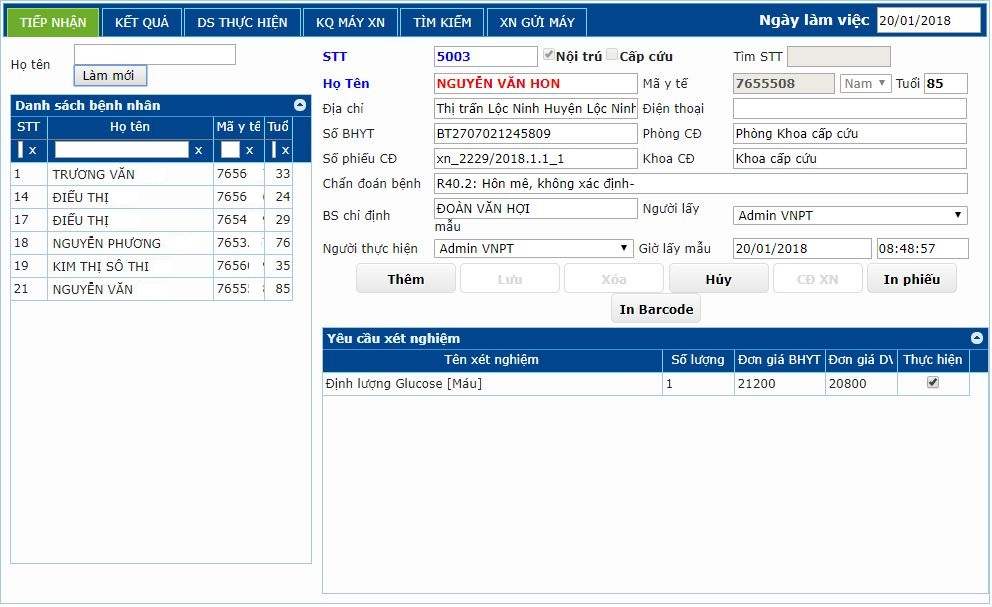 TIẾP NHẬN KẾT QUẢ DS THỰC HIỆN KQ MÁY XN TÌM KIẾM XN GỬI MÁY Ngày làm việc 20/01/2018
Họ tên
Làm mới
Danh sách bệnh nhân
STT Họ tên Mã y tế Tuổ
x x x x
1 TRƯƠNG VĂN 7656 33
14 ĐIỂU THỊ 7656 24
17 ĐIỂU THỊ 7654 29
18 NGUYỄN PHƯƠNG 7653 76
19 KIM THỊ SÔ THI 7656 35
21 NGUYỄN VĂN 7655 85
STT 5003 Nội trú Cấp cứu Tìm STT
Họ Tên NGUYỄN VĂN HON Mã y tế 7655508 Nam Tuổi 85
Địa chỉ Thị trấn Lộc Ninh Huyện Lộc Ninh Điện thoại
Số BHYT BT2707021245809 Phòng CĐ Phòng Khoa cấp cứu
Số phiếu CĐ xn_2229/2018.1.1_1 Khoa CĐ Khoa cấp cứu
Chẩn đoán bệnh R40.2: Hôn mê, không xác định-
BS chỉ định ĐOÀN VĂN HỢI Người lấy
mẫu Admin VNPT
Người thực hiện Admin VNPT Giờ lấy mẫu 20/01/2018 08:48:57
Thêm Lưu Xóa Hủy CĐ XN In phiếu
In Barcode
Yêu cầu xét nghiệm
Tên xét nghiệm Số lượng Đơn giá BHYT Đơn giá DV Thực hiện
Định lượng Glucose [Máu] 1 21200 20800